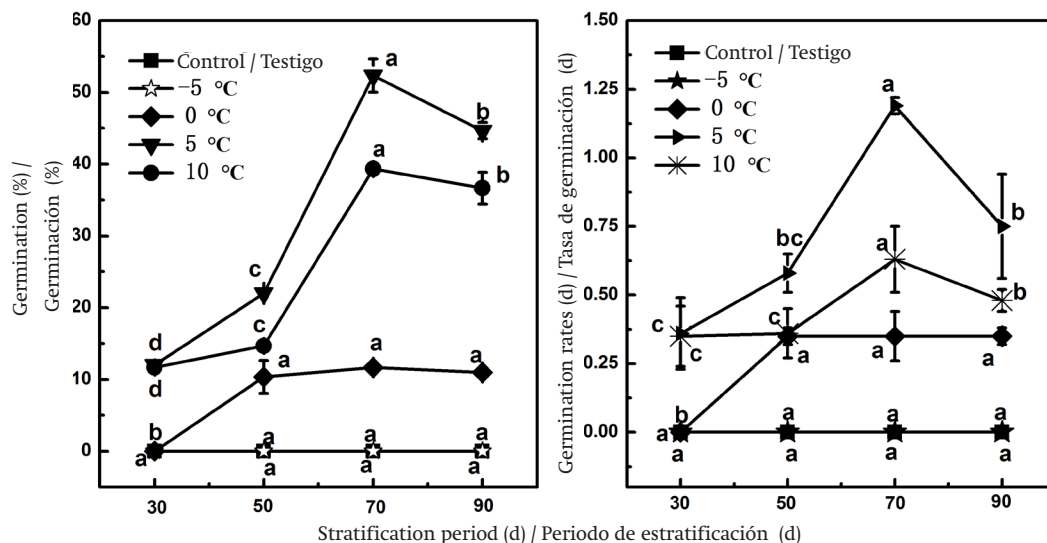 Germination (%) /
Germinación (%)
60
50
40
30
20
10
0
Control / Testigo
−5 °C
0 °C
5 °C
10 °C
d
d
b
a
c
c
a
a
a
a
a
a
a
a
b
b
a
a
a
30
50
70
90
Germination rates (d) / Tasa de germinación (d)
1.50
1.25
1.00
0.75
0.50
0.25
0.00
Control / Testigo
−5 °C
0 °C
5 °C
10 °C
c
c
b
a
a
bc
c
a
a
a
a
a
a
a
a
b
b
a
a
a
30
50
70
90
Stratification period (d) / Periodo de estratificación (d)